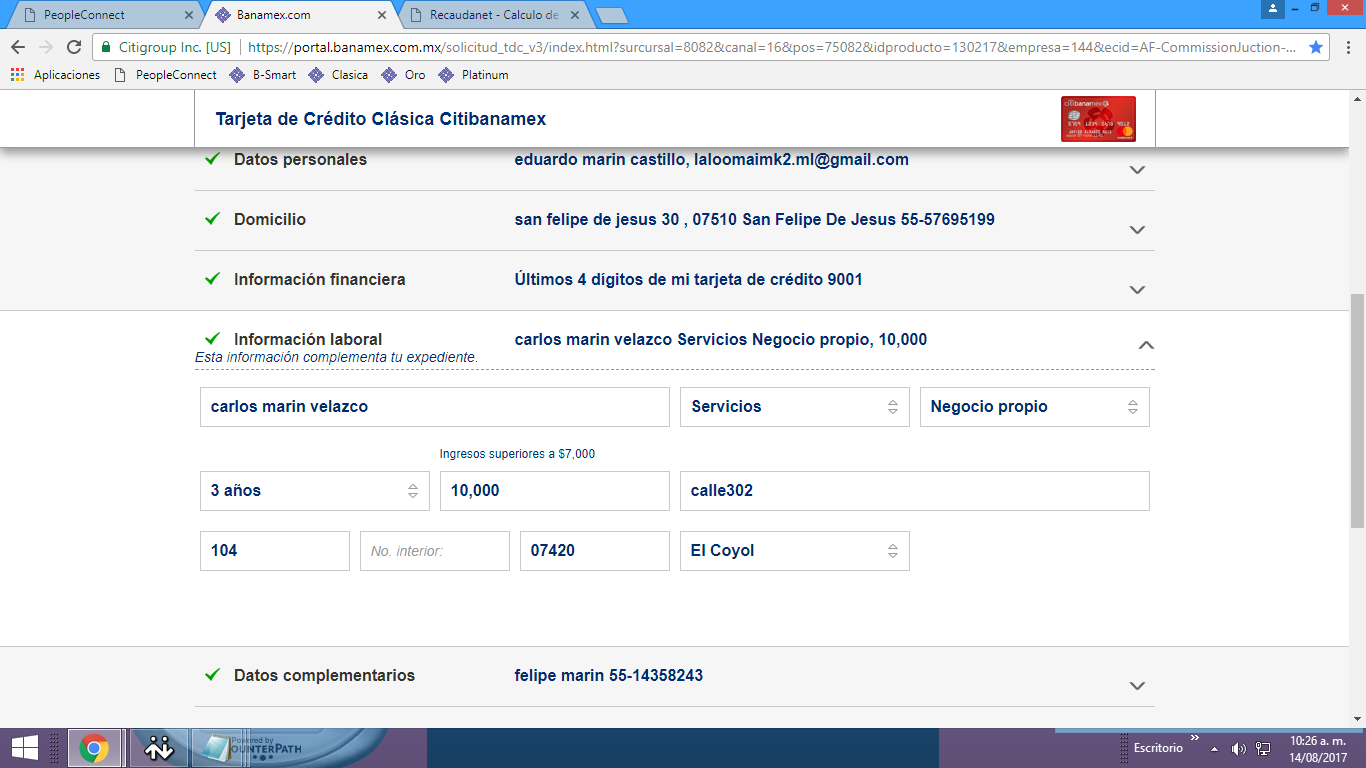 PeopleConnect
Banamex.com
Recaudanet - Calculo de
Citigroup Inc. [US]
https://portal.banamex.com.mx/solicitud_tdc_v3/index.html?surcursal=8082&canal=16&pos=75082&idproducto=130217&empresa=144&ecid=AF-CommissionJuction-...
Aplicaciones PeopleConnect B-Smart Clasica Oro Platinum
Tarjeta de Crédito Clásica Citibanamex
citibanamex
Datos personales eduardo marin castillo, laloomaimk2.ml@gmail.com
Domicilio san felipe de jesus 30 , 07510 San Felipe De Jesus 55-57695199
Información financiera Últimos 4 dígitos de mi tarjeta de crédito 9001
Información laboral carlos marin velazco Servicios Negocio propio, 10,000
Esta información complementa tu expediente.
carlos marin velazco Servicios Negocio propio
Ingresos superiores a $7,000
3 años 10,000 calle302
104 No. interior: 07420 El Coyol
Datos complementarios felipe marin 55-14358243
Powered by
OUNTERPATH
Escritorio
10:26 a. m.
14/08/2017